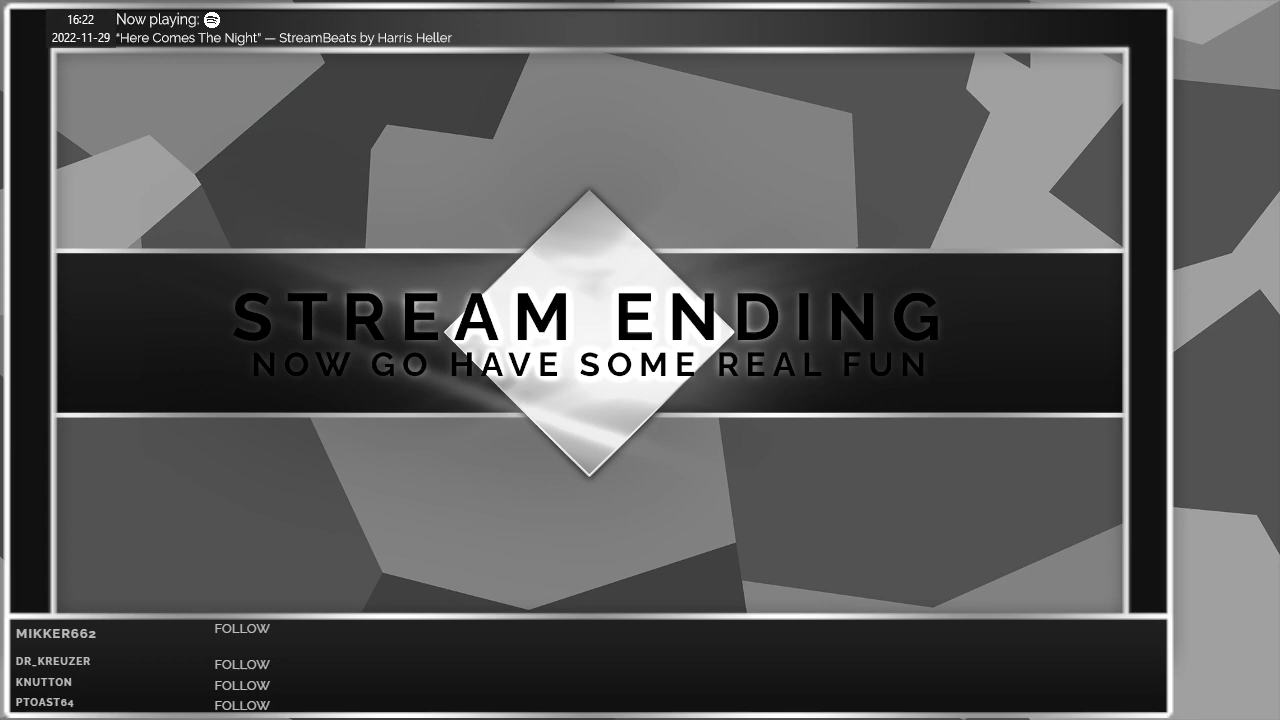 16:22 Now playing:
2022-11-29 “Here Comes The Night” — StreamBeats by Harris Heller
STREAM ENDING
NOW GO HAVE SOME REAL FUN
MIKKER662 FOLLOW
DR_KREUZER FOLLOW
KNUTTON FOLLOW
PTOAST64 FOLLOW